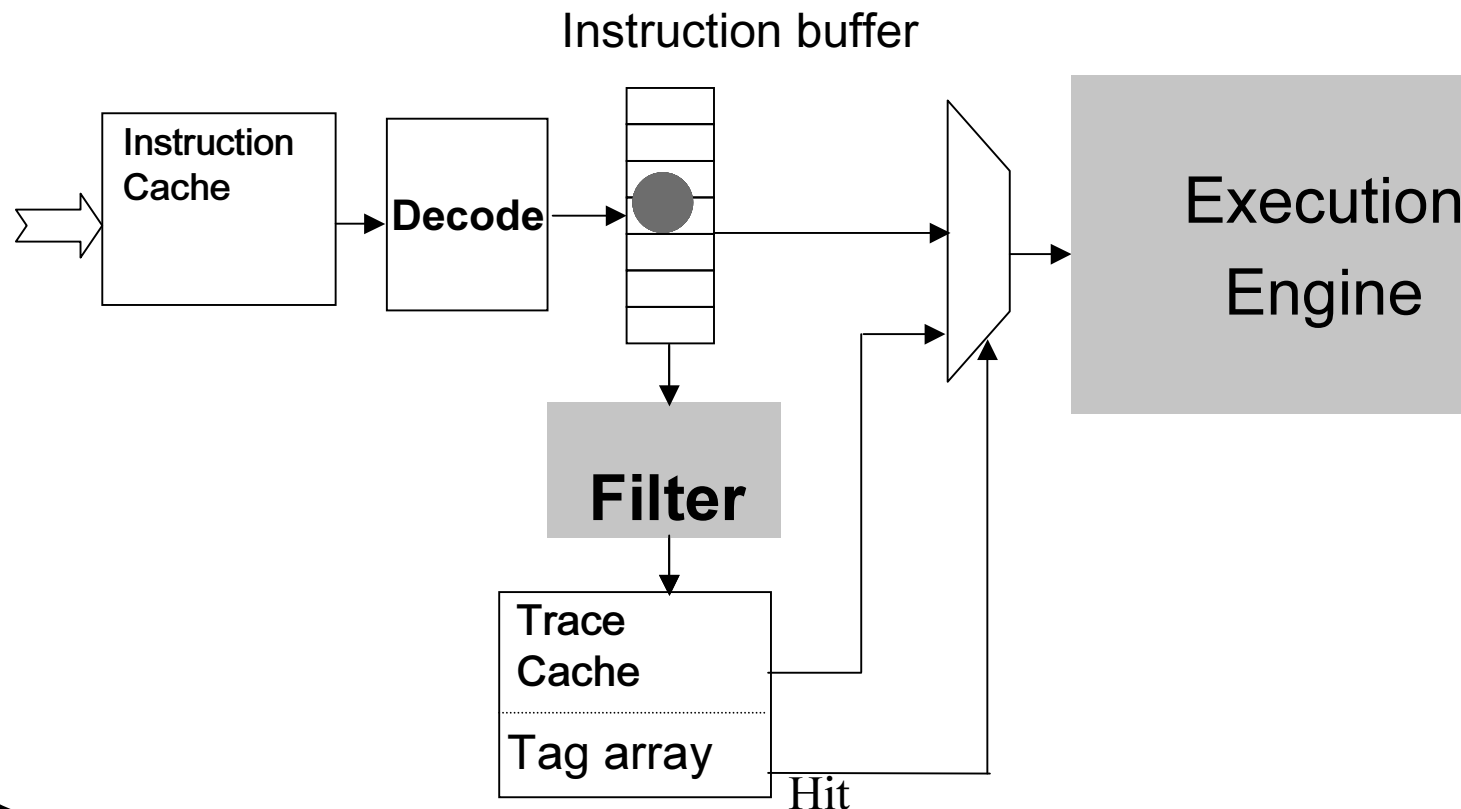 Instruction buffer
Instruction
Cache
Decode
Execution
Engine
Filter
Trace
Cache
Tag array
Hit